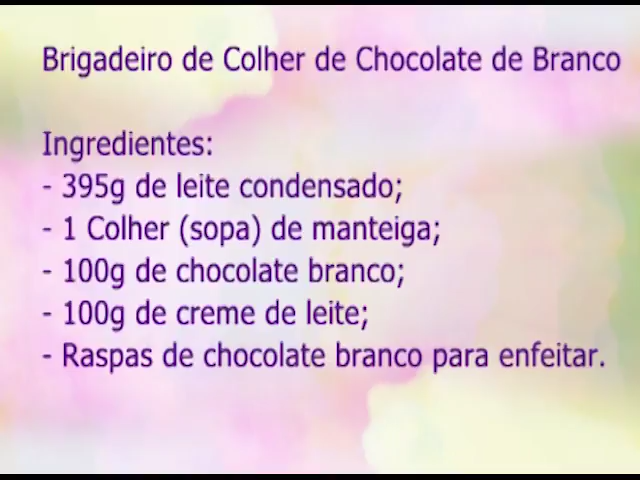 Brigadeiro de Colher de Chocolate de Branco
Ingredientes:
- 395g de leite condensado;
- 1 Colher (sopa) de manteiga;
- 100g de chocolate branco;
- 100g de creme de leite;
- Raspas de chocolate branco para enfeitar.